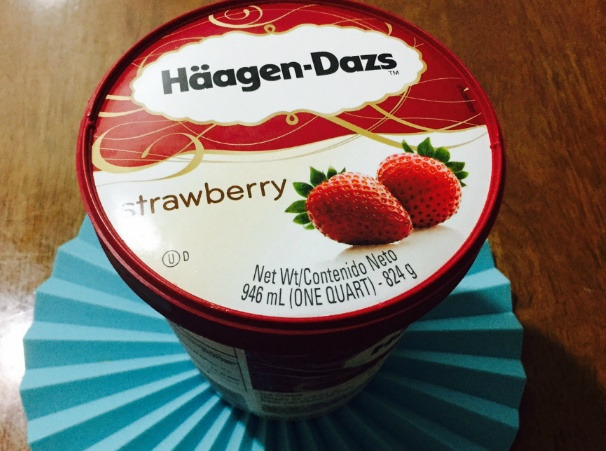 Häagen-Dazs
TM
strawberry
U D
Net Wt/Contenido Neto
946 mL (ONE QUART) - 824 g